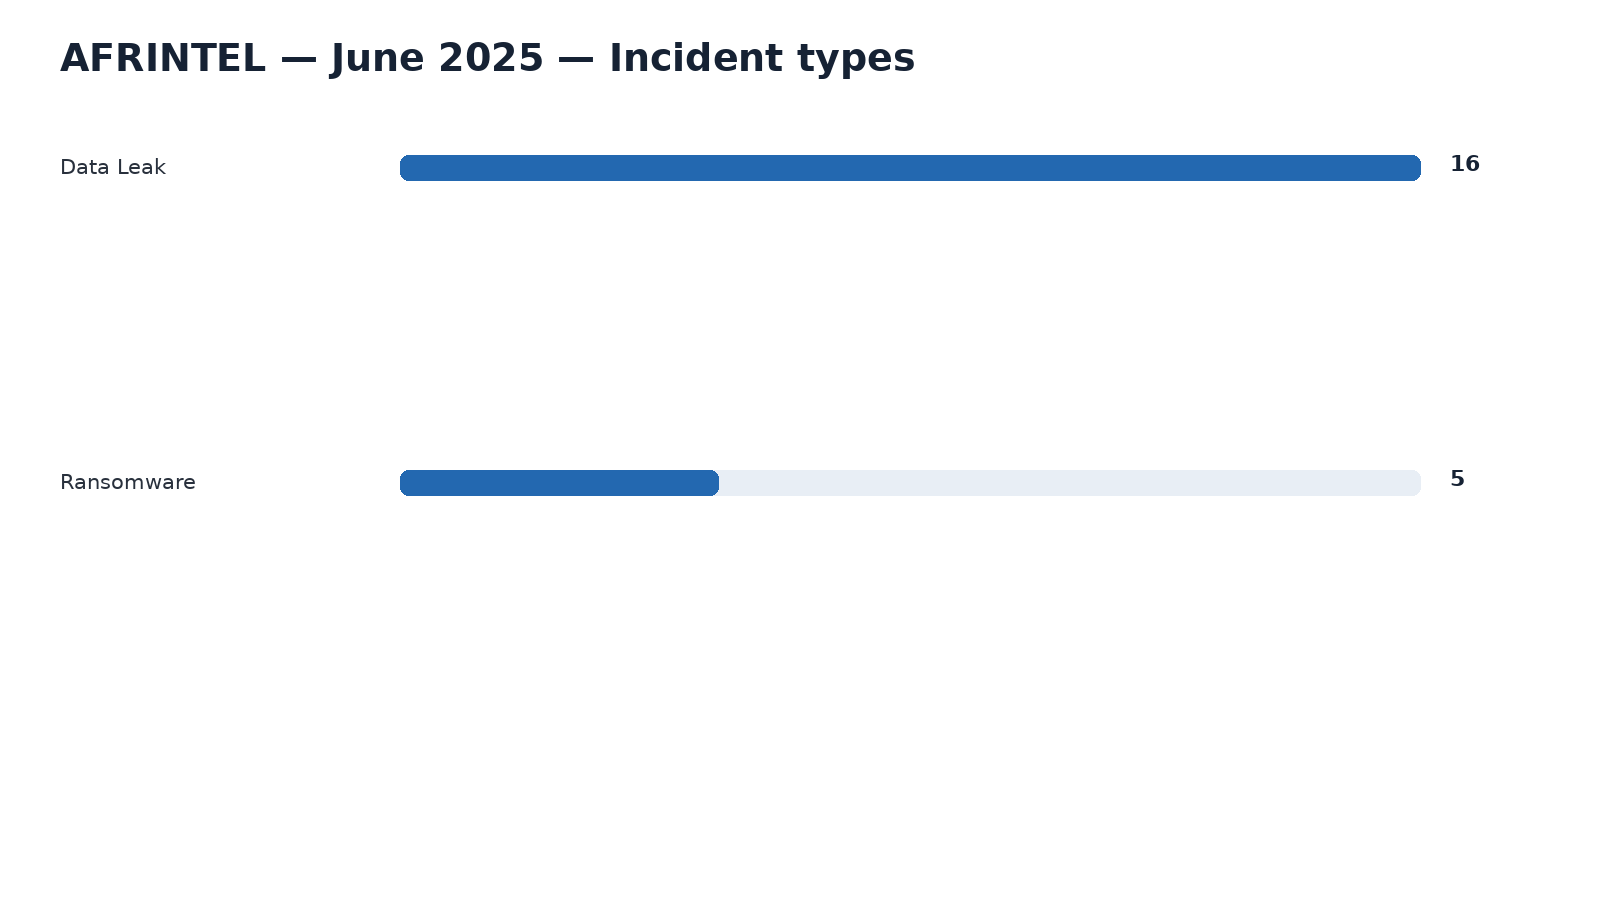 AFRINTEL — June 2025 — Incident types
Data Leak 16
Ransomware 5